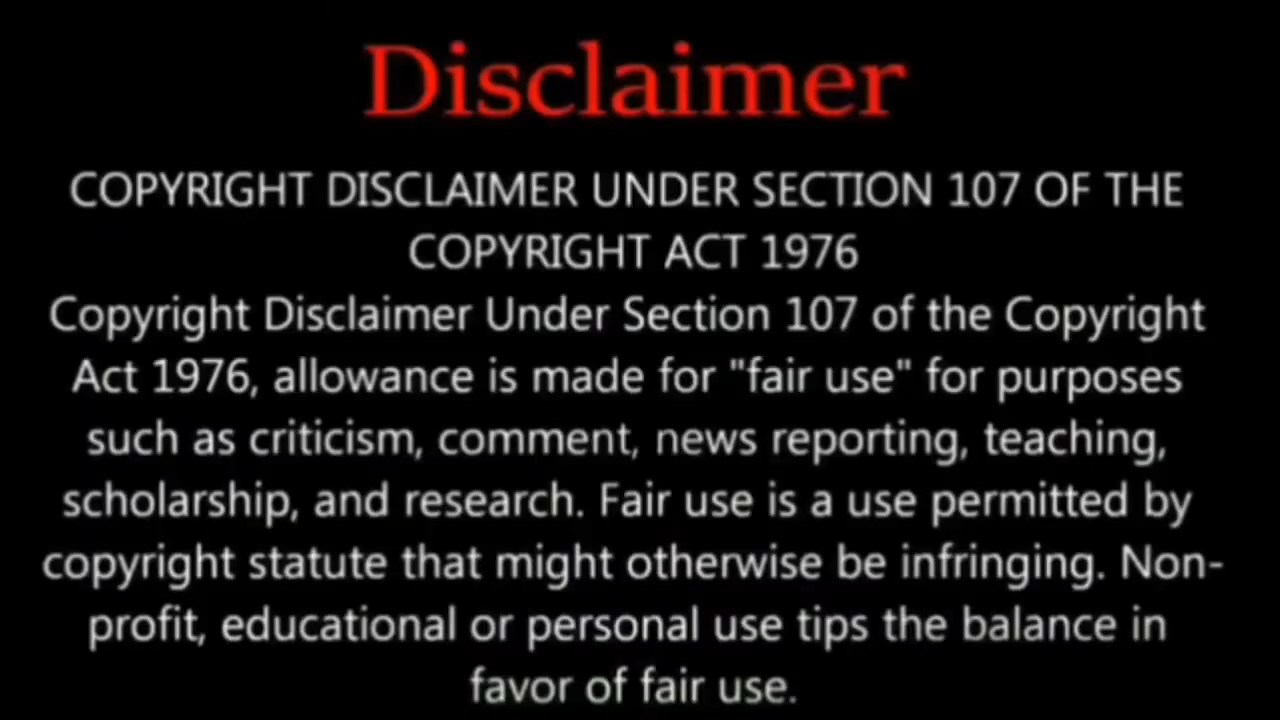 Disclaimer
COPYRIGHT DISCLAIMER UNDER SECTION 107 OF THE
COPYRIGHT ACT 1976
Copyright Disclaimer Under Section 107 of the Copyright
Act 1976, allowance is made for "fair use" for purposes
such as criticism, comment, news reporting, teaching,
scholarship, and research. Fair use is a use permitted by
copyright statute that might otherwise be infringing. Non-
profit, educational or personal use tips the balance in
favor of fair use.